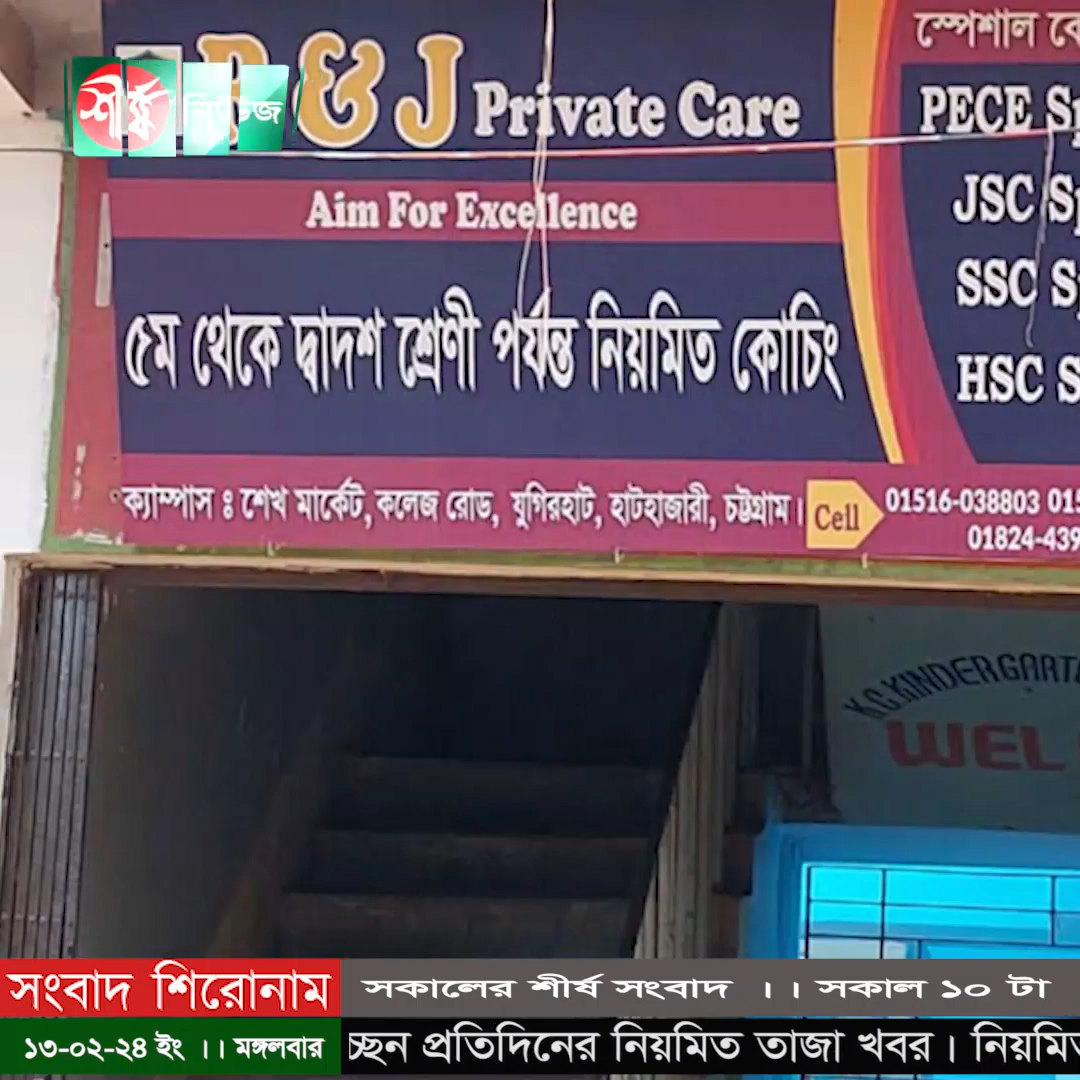 শীর্ষ নিউজ
& J Private Care
Aim For Excellence
৫ম থেকে দ্বাদশ শ্রেণী পর্যন্ত নিয়মিত কোচিং
ক্যাম্পাস ঃ শেখ মার্কেট, কলেজ রোড, যুগিরহাট, হাটহাজারী, চট্টগ্রাম।
Cell
01516-038803
স্পেশাল
PECE
JSC
SSC
HSC
K.C. KINDERGARTE
WEL
সংবাদ শিরোনাম
সকালের শীর্ষ সংবাদ ।। সকাল ১০ টা
১৩-০২-২৪ ইং ।। মঙ্গলবার
চ্ছেন প্রতিদিনের নিয়মিত তাজা খবর। নিয়মিত